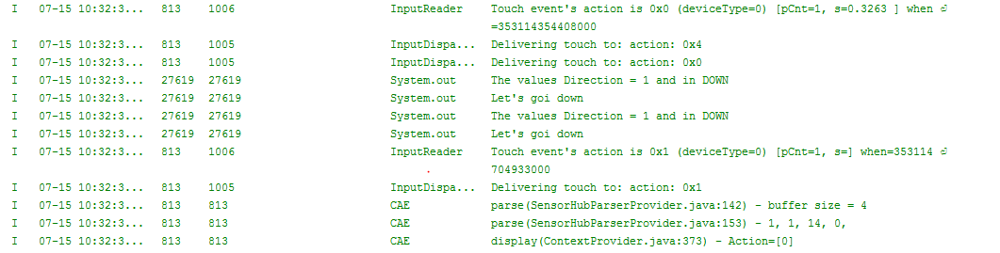 I 07-15 10:32:3... 813 1006 InputReader Touch event's action is 0x0 (deviceType=0) [pCnt=1, s=0.3263 ] when ⏎
=353114354408000
I 07-15 10:32:3... 813 1005 InputDispa... Delivering touch to: action: 0x4
I 07-15 10:32:3... 813 1005 InputDispa... Delivering touch to: action: 0x0
I 07-15 10:32:3... 27619 27619 System.out The values Direction = 1 and in DOWN
I 07-15 10:32:3... 27619 27619 System.out Let's goi down
I 07-15 10:32:3... 27619 27619 System.out The values Direction = 1 and in DOWN
I 07-15 10:32:3... 27619 27619 System.out Let's goi down
I 07-15 10:32:3... 813 1006 InputReader Touch event's action is 0x1 (deviceType=0) [pCnt=1, s=] when=353114 ⏎
704933000
I 07-15 10:32:3... 813 1005 InputDispa... Delivering touch to: action: 0x1
I 07-15 10:32:3... 813 813 CAE parse(SensorHubParserProvider.java:142) - buffer size = 4
I 07-15 10:32:3... 813 813 CAE parse(SensorHubParserProvider.java:153) - 1, 1, 14, 0,
I 07-15 10:32:3... 813 813 CAE display(ContextProvider.java:373) - Action=[0]